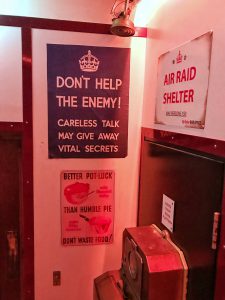 DON'T HELP
THE ENEMY!
CARELESS TALK
MAY GIVE AWAY
VITAL SECRETS
AIR RAID
SHELTER
BETTER POT-LUCK
THAN HUMBLE PIE
DON'T WASTE FOOD!